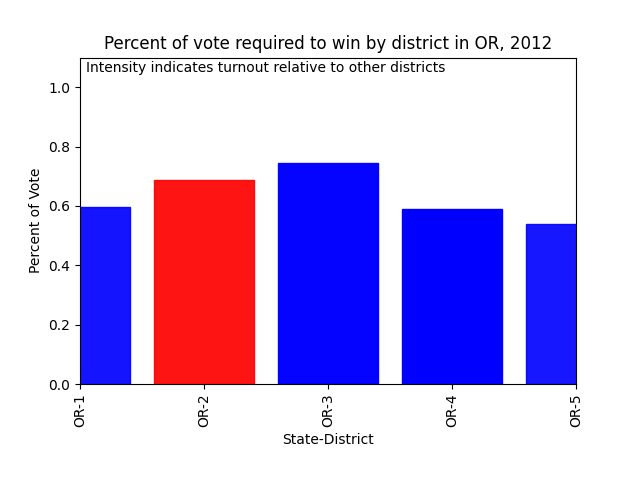 Percent of vote required to win by district in OR, 2012
Intensity indicates turnout relative to other districts
1.0
0.8
0.6
0.4
0.2
0.0
Percent of Vote
OR-1
OR-2
OR-3
OR-4
OR-5
State-District